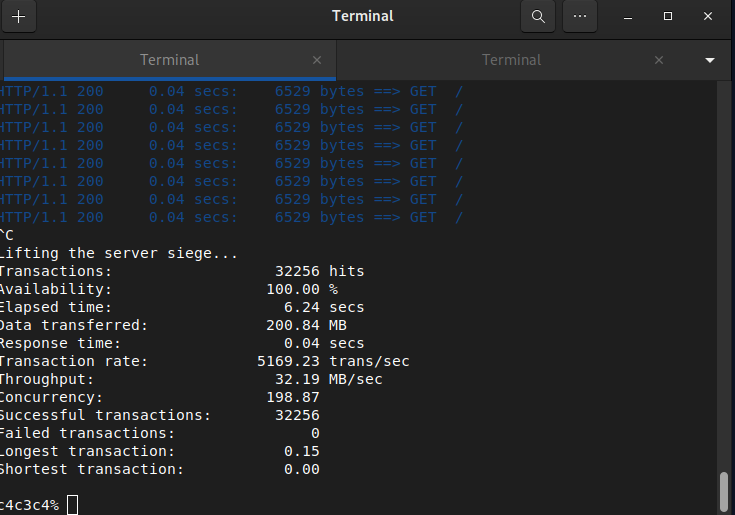 Terminal
Terminal
Terminal
HTTP/1.1 200     0.04 secs:    6529 bytes ==> GET  /
HTTP/1.1 200     0.04 secs:    6529 bytes ==> GET  /
HTTP/1.1 200     0.04 secs:    6529 bytes ==> GET  /
HTTP/1.1 200     0.04 secs:    6529 bytes ==> GET  /
HTTP/1.1 200     0.04 secs:    6529 bytes ==> GET  /
HTTP/1.1 200     0.04 secs:    6529 bytes ==> GET  /
HTTP/1.1 200     0.04 secs:    6529 bytes ==> GET  /
HTTP/1.1 200     0.04 secs:    6529 bytes ==> GET  /
^C
Lifting the server siege...
Transactions:                  32256 hits
Availability:                 100.00 %
Elapsed time:                   6.24 secs
Data transferred:             200.84 MB
Response time:                  0.04 secs
Transaction rate:            5169.23 trans/sec
Throughput:                    32.19 MB/sec
Concurrency:                  198.87
Successful transactions:       32256
Failed transactions:               0
Longest transaction:            0.15
Shortest transaction:           0.00
c4c3c4%